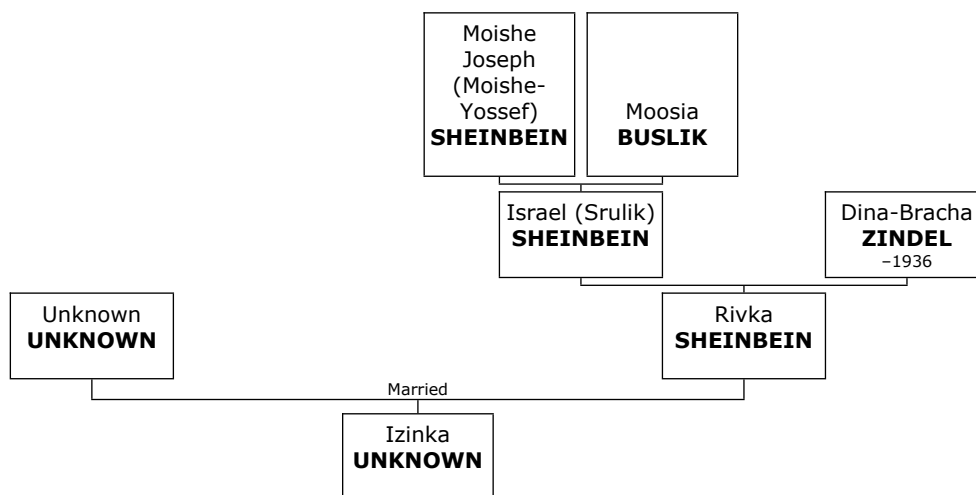 Moishe
Joseph
(Moishe-
Yossef)
SHEINBEIN
Moosia
BUSLIK
Israel (Srulik)
SHEINBEIN
Dina-Bracha
ZINDEL
–1936
Unknown
UNKNOWN
Rivka
SHEINBEIN
Married
Izinka
UNKNOWN